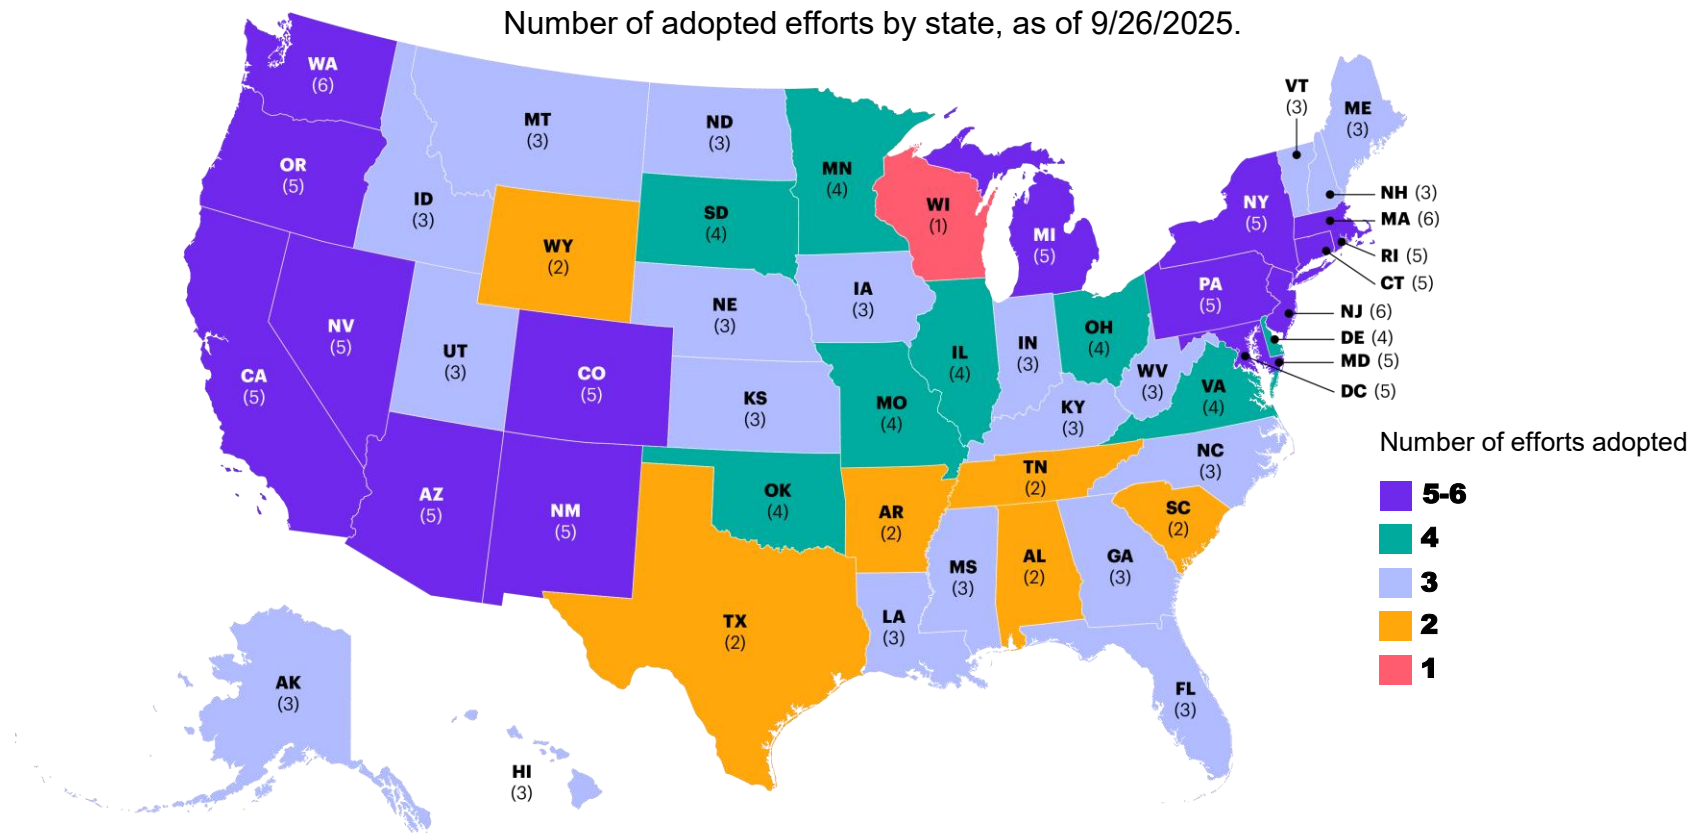 Number of adopted efforts by state, as of 9/26/2025.
WA
(6)
OR
(5)
CA
(5)
NV
(5)
ID
(3)
MT
(3)
WY
(2)
UT
(3)
AZ
(5)
CO
(5)
NM
(5)
ND
(3)
SD
(4)
NE
(3)
KS
(3)
OK
(4)
TX
(2)
MN
(4)
IA
(3)
MO
(4)
AR
(2)
LA
(3)
WI
(1)
IL
(4)
MI
(5)
IN
(3)
OH
(4)
KY
(3)
TN
(2)
MS
(3)
AL
(2)
GA
(3)
FL
(3)
SC
(2)
NC
(3)
VA
(4)
WV
(3)
PA
(5)
NY
(5)
VT
(3)
ME
(3)
NH (3)
MA (6)
RI (5)
CT (5)
NJ (6)
DE (4)
MD (5)
DC (5)
AK
(3)
HI
(3)
Number of efforts adopted
5-6
4
3
2
1